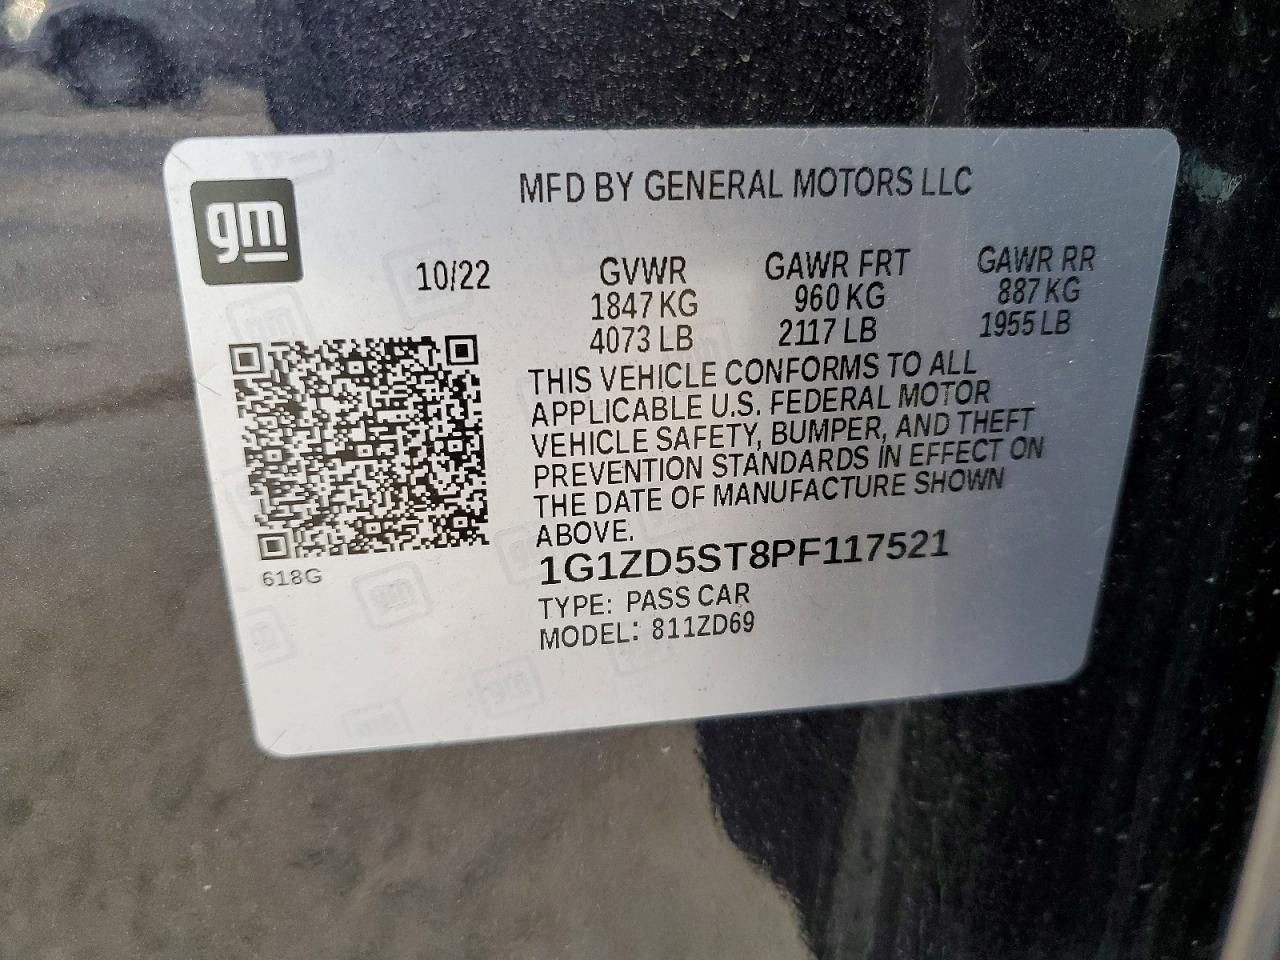 gm
MFD BY GENERAL MOTORS LLC
10/22
GVWR
1847 KG
4073 LB
GAWR FRT
960 KG
2117 LB
GAWR RR
887 KG
1955 LB
THIS VEHICLE CONFORMS TO ALL
APPLICABLE U.S. FEDERAL MOTOR
VEHICLE SAFETY, BUMPER, AND THEFT
PREVENTION STANDARDS IN EFFECT ON
THE DATE OF MANUFACTURE SHOWN
ABOVE.
1G1ZD5ST8PF117521
TYPE: PASS CAR
MODEL: 811ZD69
618G